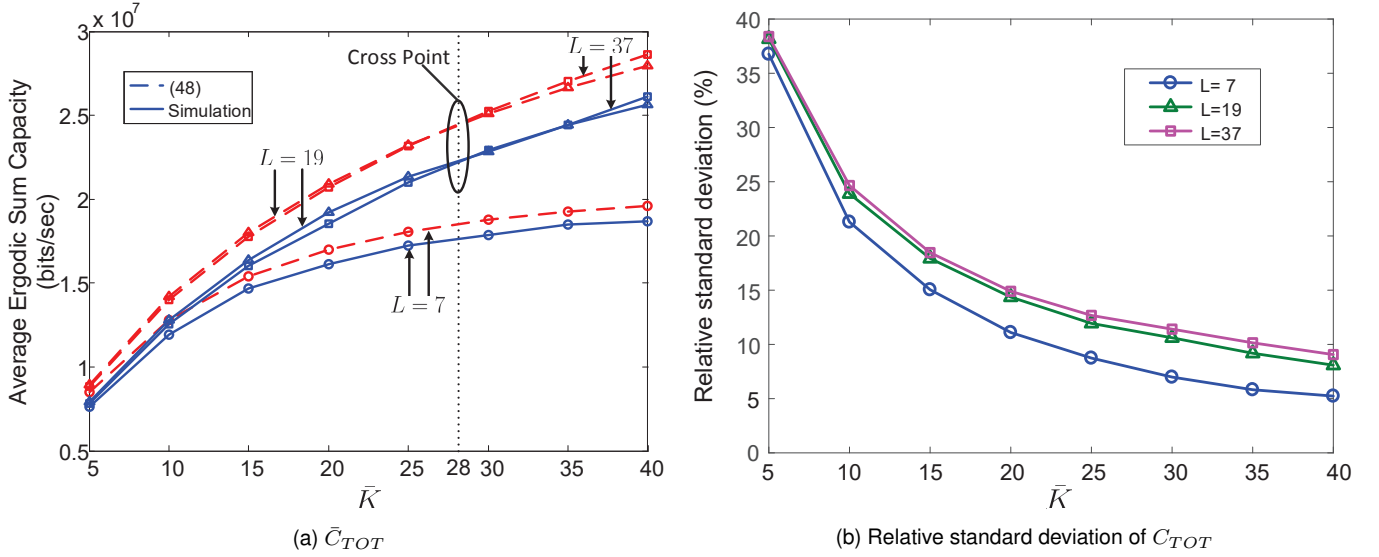 x 10⁷
3
2.5
2
1.5
1
0.5
Average Ergodic Sum Capacity
(bits/sec)
(48)
Simulation
Cross Point
L = 37
L = 19
L = 7
5 10 15 20 25 28 30 35 40
K̄
(a) C̄_TOT
40
35
30
25
20
15
10
5
0
Relative standard deviation (%)
L= 7
L=19
L=37
5 10 15 20 25 30 35 40
K̄
(b) Relative standard deviation of C_TOT